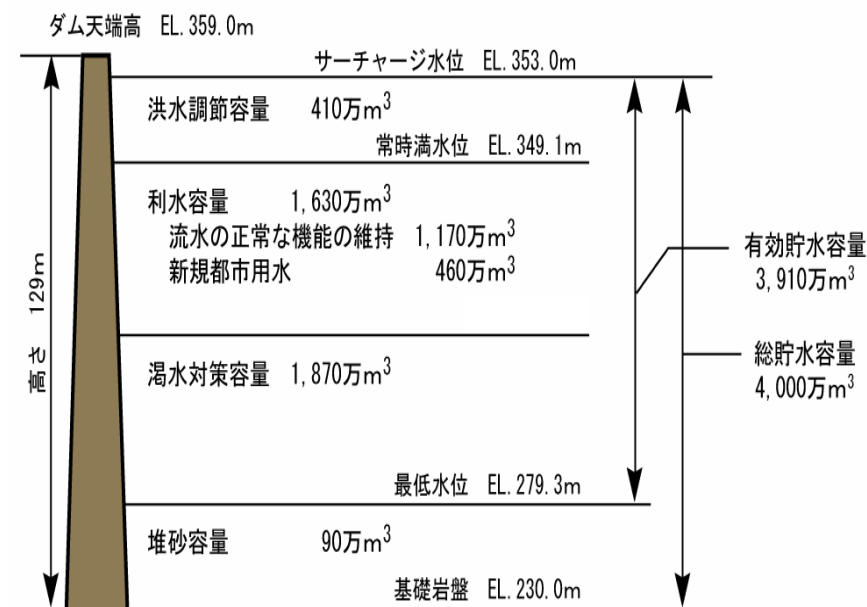 ダム天端高 EL.359.0m
サーチャージ水位 EL.353.0m
洪水調節容量 410万m³
常時満水位 EL.349.1m
利水容量 1,630万m³
流水の正常な機能の維持 1,170万m³
新規都市用水 460万m³
有効貯水容量
3,910万m³
高さ 129m
総貯水容量
4,000万m³
渇水対策容量 1,870万m³
最低水位 EL.279.3m
堆砂容量 90万m³
基礎岩盤 EL.230.0m